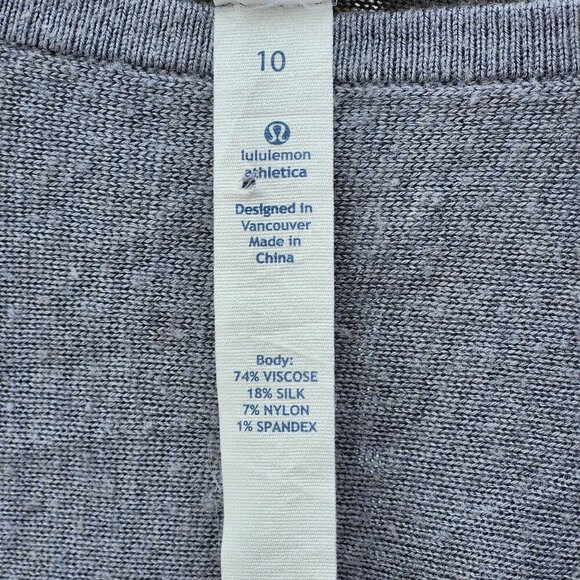 10
lululemon
athletica
Designed in
Vancouver
Made in
China
Body:
74% VISCOSE
18% SILK
7% NYLON
1% SPANDEX